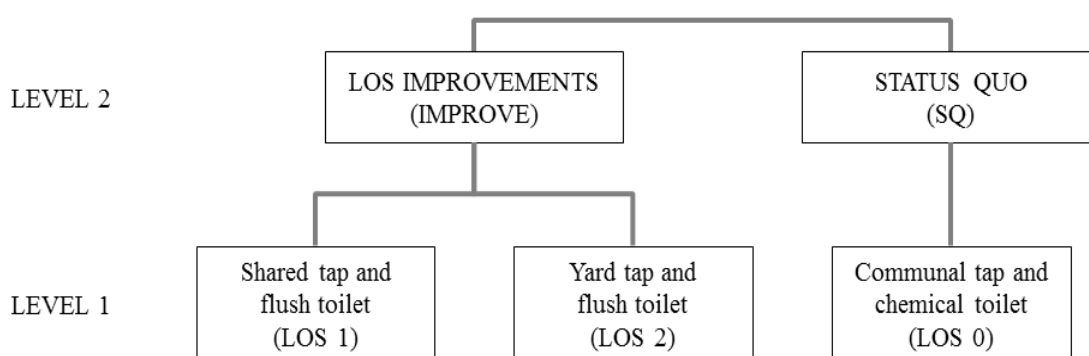 LEVEL 2
LOS IMPROVEMENTS
(IMPROVE)
STATUS QUO
(SQ)
LEVEL 1
Shared tap and
flush toilet
(LOS 1)
Yard tap and
flush toilet
(LOS 2)
Communal tap and
chemical toilet
(LOS 0)